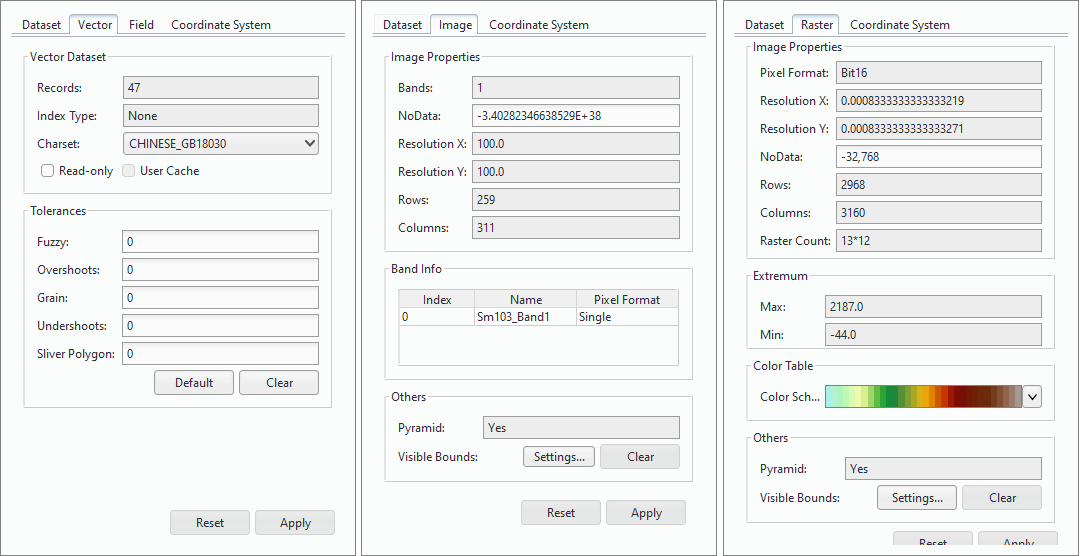 Dataset Vector Field Coordinate System
Vector Dataset
Records: 47
Index Type: None
Charset: CHINESE_GB18030
Read-only User Cache
Tolerances
Fuzzy: 0
Overshoots: 0
Grain: 0
Undershoots: 0
Sliver Polygon: 0
Default Clear
Reset Apply
Dataset Image Coordinate System
Image Properties
Bands: 1
NoData: -3.40282346638529E+38
Resolution X: 100.0
Resolution Y: 100.0
Rows: 259
Columns: 311
Band Info
Index Name Pixel Format
0 Sm103_Band1 Single
Others
Pyramid: Yes
Visible Bounds: Settings... Clear
Reset Apply
Dataset Raster Coordinate System
Image Properties
Pixel Format: Bit16
Resolution X: 0.0008333333333333219
Resolution Y: 0.0008333333333333271
NoData: -32,768
Rows: 2968
Columns: 3160
Raster Count: 13*12
Extremum
Max: 2187.0
Min: -44.0
Color Table
Color Sch...
Others
Pyramid: Yes
Visible Bounds: Settings... Clear
Reset Apply